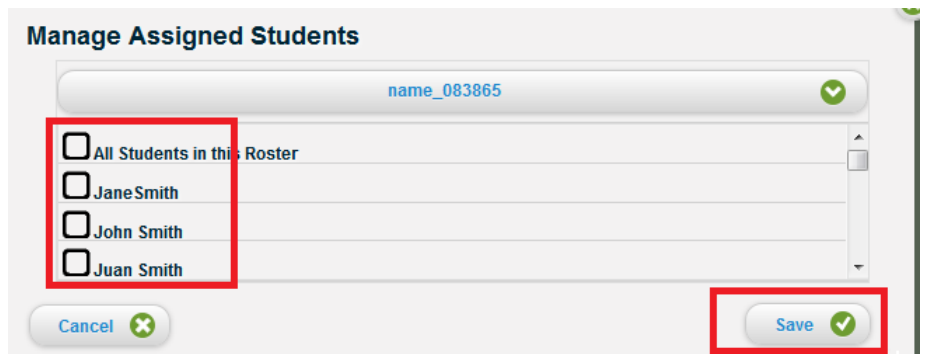 Manage Assigned Students
name_083865
All Students in this Roster
JaneSmith
John Smith
Juan Smith
Cancel
Save